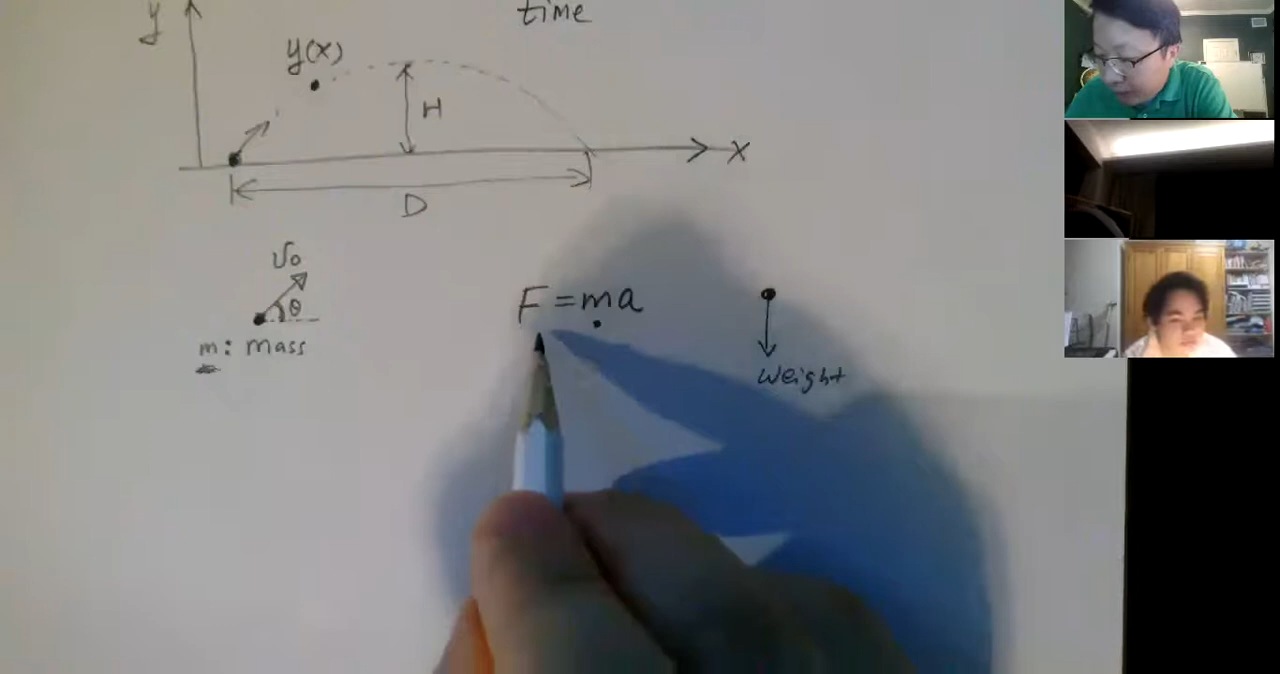 time
y
y(x)
H
x
D
v₀
θ
F = ma
m: mass
weight